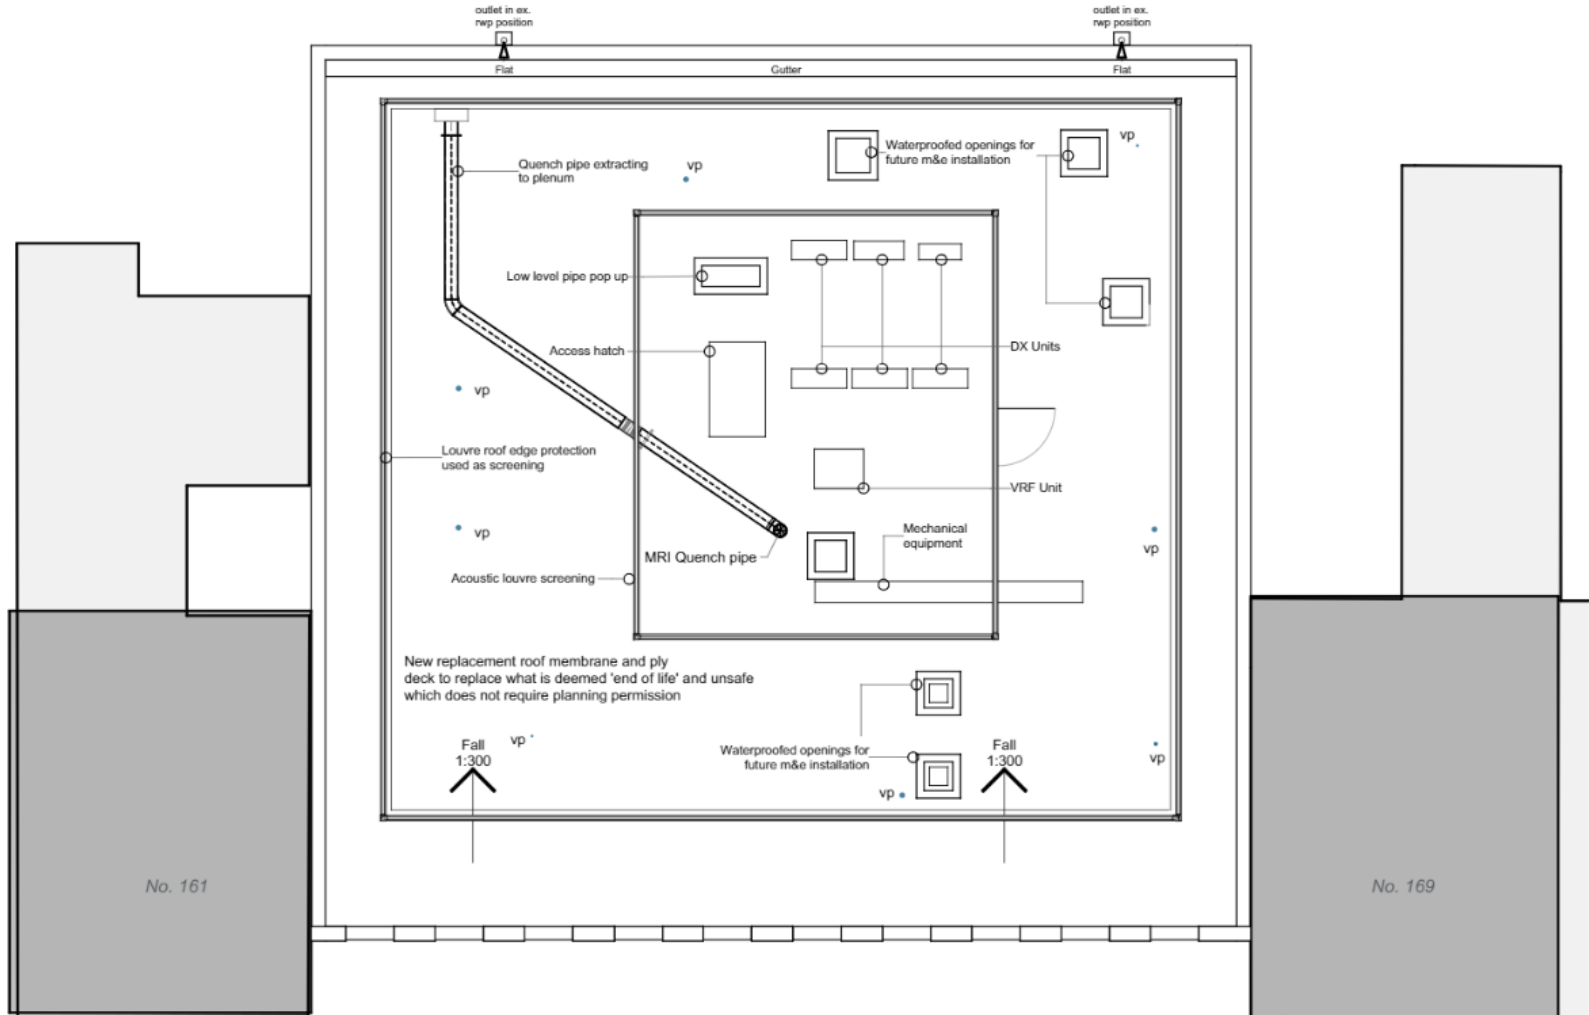 outlet in ex.
rwp position
outlet in ex.
rwp position
Flat
Gutter
Flat
Quench pipe extracting
to plenum
vp
Waterproofed openings for
future m&e installation
vp
Low level pipe pop up
Access hatch
DX Units
vp
Louvre roof edge protection
used as screening
VRF Unit
vp
Mechanical
equipment
vp
MRI Quench pipe
Acoustic louvre screening
New replacement roof membrane and ply
deck to replace what is deemed 'end of life' and unsafe
which does not require planning permission
Fall
1:300
vp
Waterproofed openings for
future m&e installation
Fall
1:300
vp
vp
No. 161
No. 169